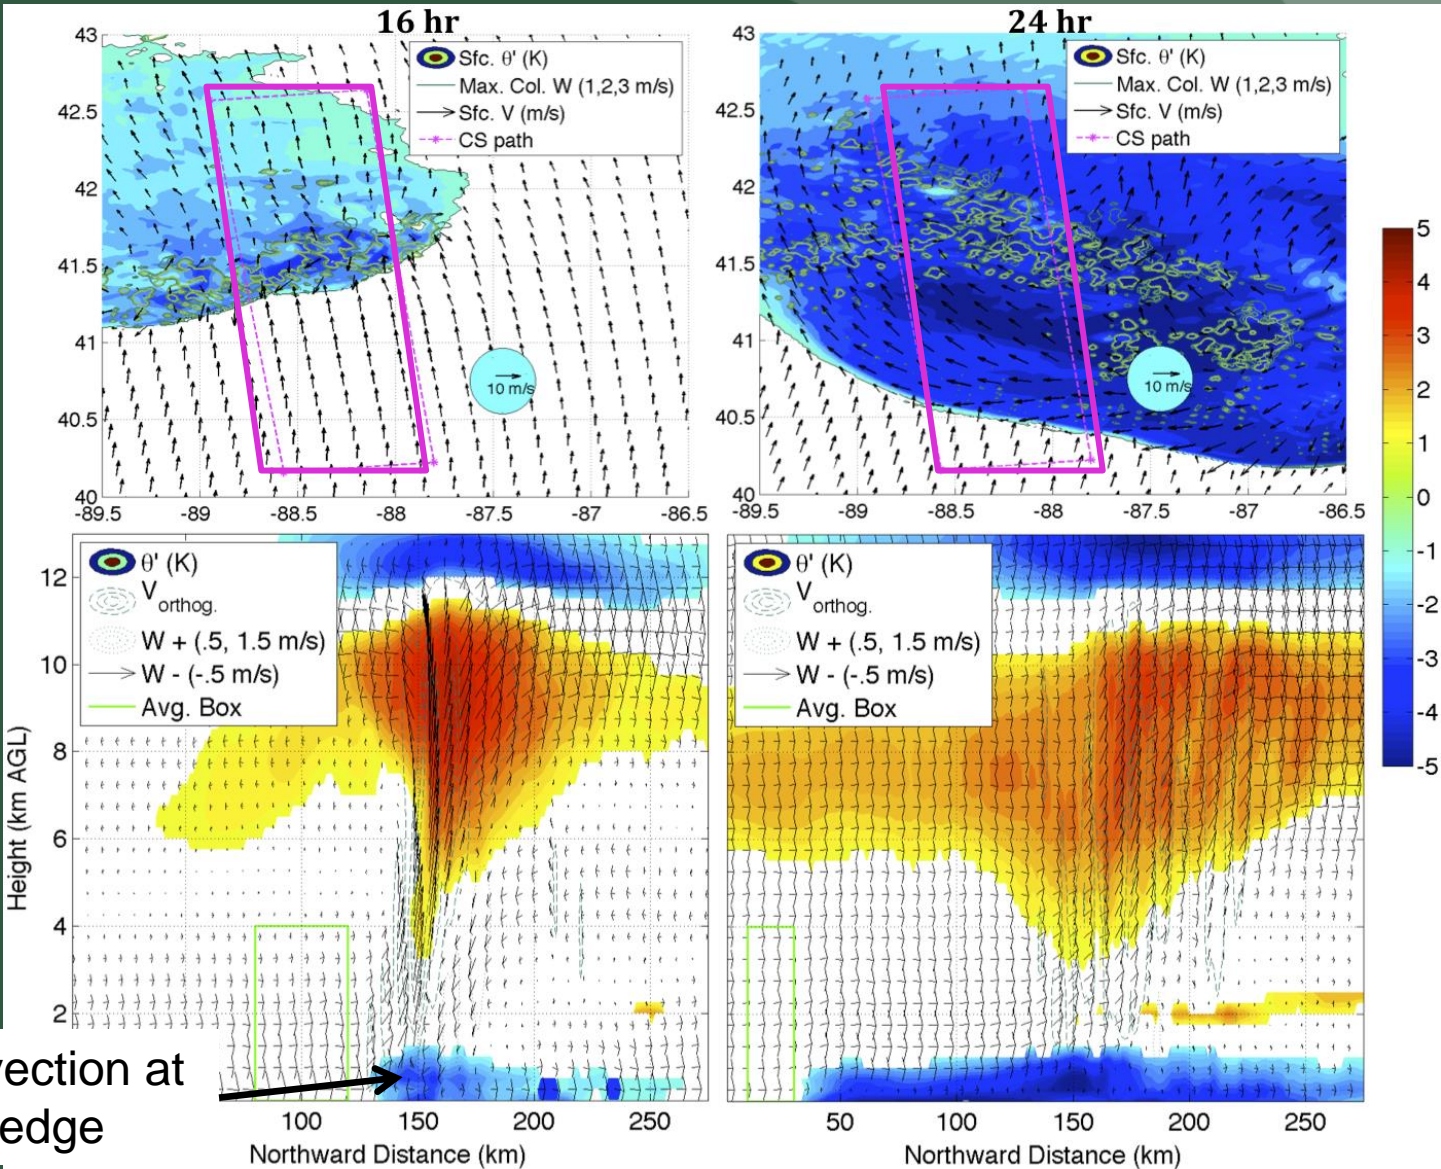 16 hr
24 hr
43
42.5
42
41.5
41
40.5
40
-89.5
-89
-88.5
-88
-87.5
-87
-86.5
Sfc. θ' (K)
Max. Col. W (1,2,3 m/s)
Sfc. V (m/s)
CS path
10 m/s
43
42.5
42
41.5
41
40.5
40
-89.5
-89
-88.5
-88
-87.5
-87
-86.5
Sfc. θ' (K)
Max. Col. W (1,2,3 m/s)
Sfc. V (m/s)
CS path
10 m/s
5
4
3
2
1
0
-1
-2
-3
-4
-5
θ' (K)
V orthog.
W + (.5, 1.5 m/s)
W - (-.5 m/s)
Avg. Box
12
10
8
6
4
2
Height (km AGL)
100
150
200
250
Northward Distance (km)
θ' (K)
V orthog.
W + (.5, 1.5 m/s)
W - (-.5 m/s)
Avg. Box
50
100
150
200
250
Northward Distance (km)
vection at
edge